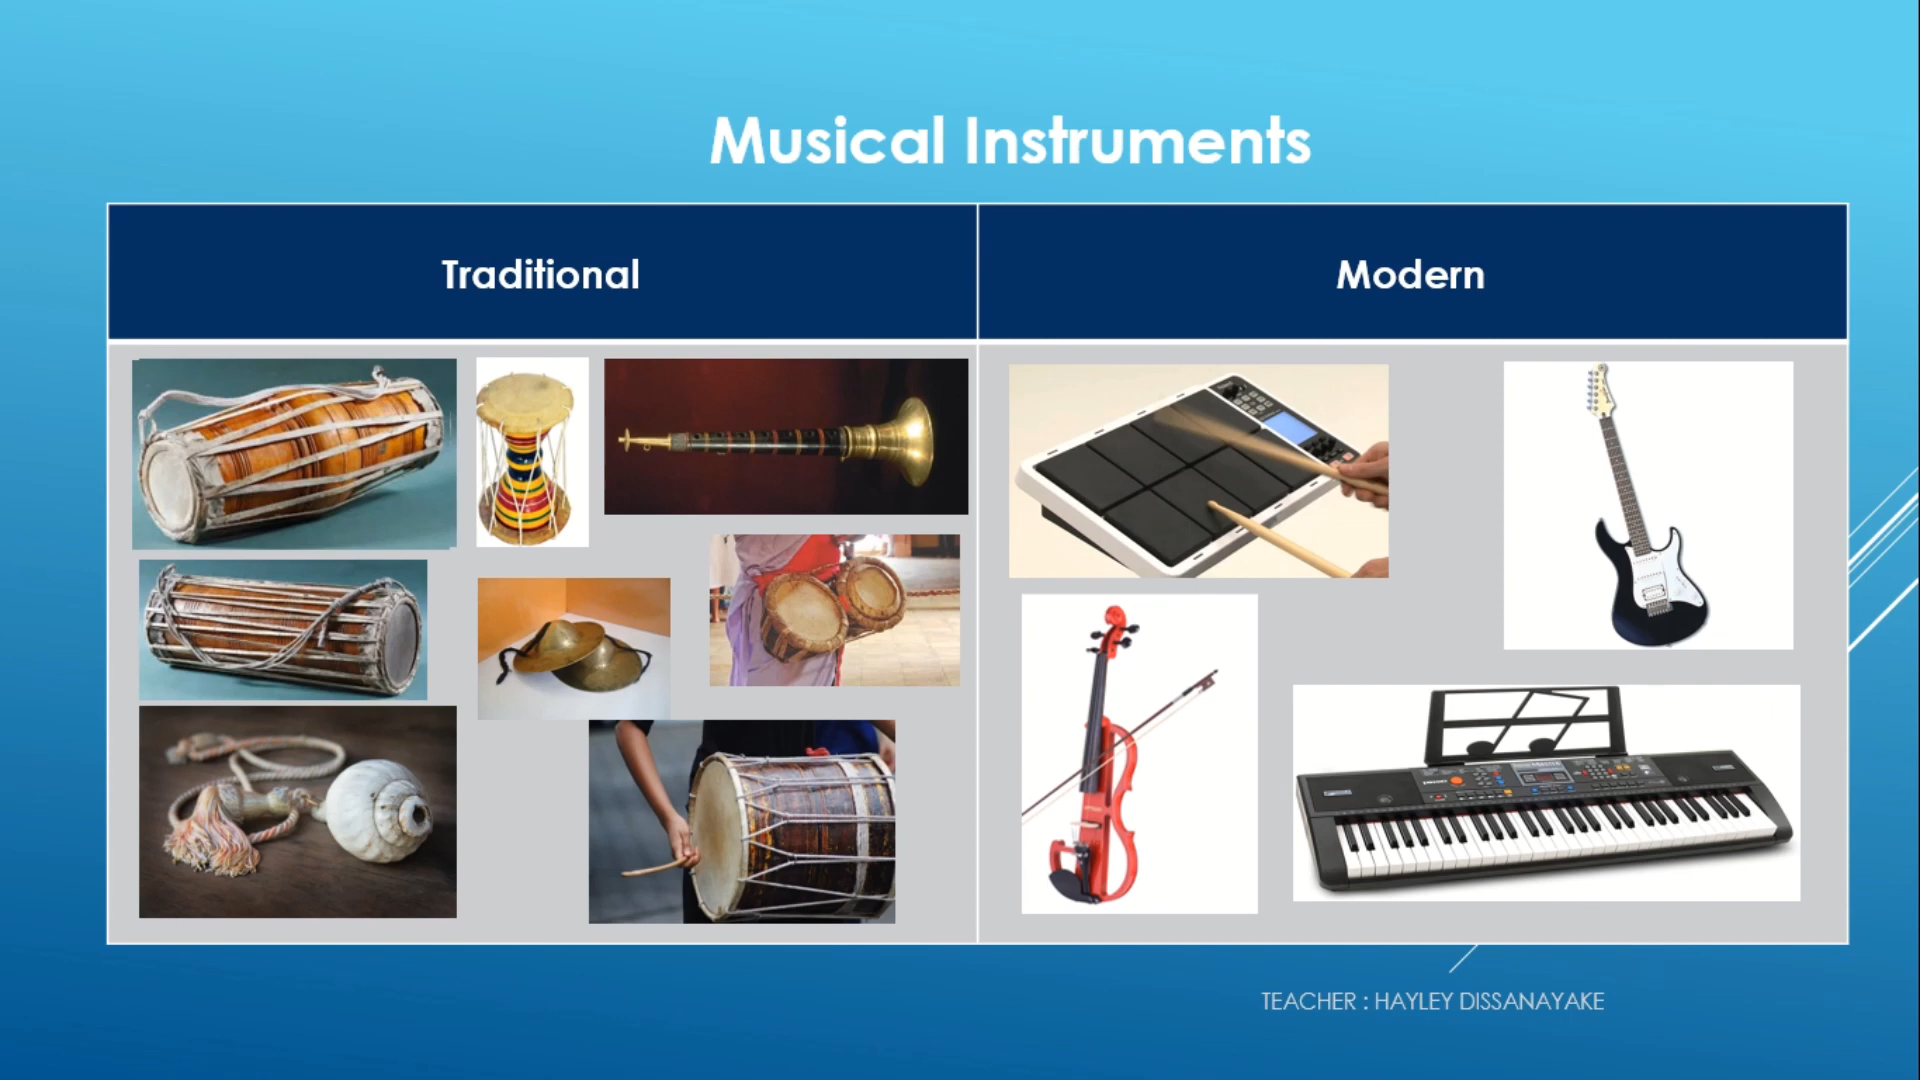 Musical Instruments
Traditional
Modern
TEACHER : HAYLEY DISSANAYAKE